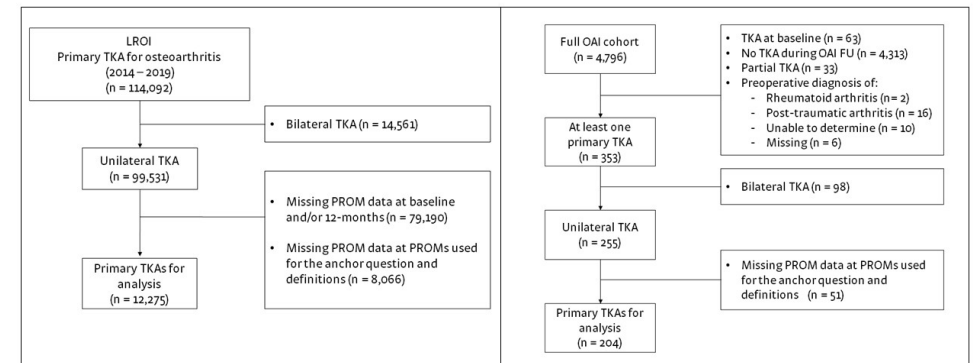 LROI
Primary TKA for osteoarthritis
(2014 – 2019)
(n = 114,092)
• Bilateral TKA (n = 14,561)
Unilateral TKA
(n = 99,531)
• Missing PROM data at baseline
and/or 12-months (n = 79,190)
• Missing PROM data at PROMs used
for the anchor question and
definitions (n = 8,066)
Primary TKAs for
analysis
(n = 12,275)
Full OAI cohort
(n = 4,796)
• TKA at baseline (n = 63)
• No TKA during OAI FU (n = 4,313)
• Partial TKA (n = 33)
• Preoperative diagnosis of:
- Rheumatoid arthritis (n= 2)
- Post-traumatic arthritis (n = 16)
- Unable to determine (n = 10)
- Missing (n = 6)
At least one
primary TKA
(n = 353)
• Bilateral TKA (n = 98)
Unilateral TKA
(n = 255)
• Missing PROM data at PROMs used
for the anchor question and
definitions (n = 51)
Primary TKAs for
analysis
(n = 204)